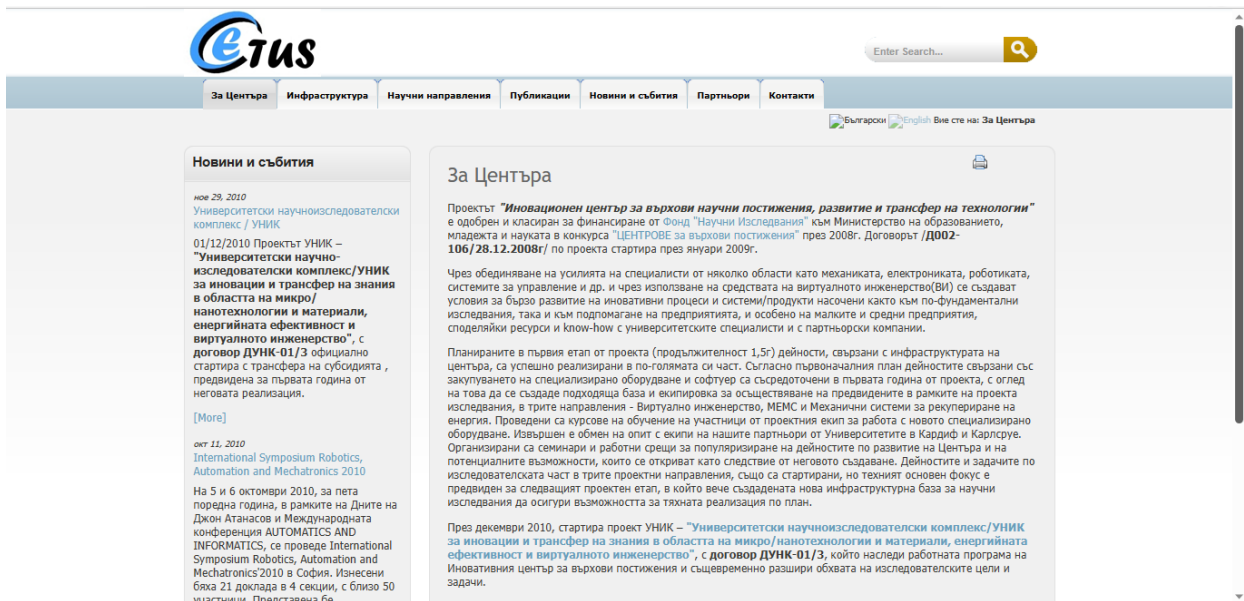 CETUS
Enter Search...
За Центъра Инфраструктура Научни направления Публикации Новини и събития Партньори Контакти
Български English Вие сте на: За Центъра
Новини и събития
ное 29, 2010
Университетски научноизследователски
комплекс / УНИК
01/12/2010 Проектът УНИК –
"Университетски научно-
изследователски комплекс/УНИК
за иновации и трансфер на знания
в областта на микро/
нанотехнологии и материали,
енергийната ефективност и
виртуалното инженерство", с
договор ДУНК-01/3 официално
стартира с трансфера на субсидията ,
предвидена за първата година от
неговата реализация.
[More]
окт 11, 2010
International Symposium Robotics,
Automation and Mechatronics 2010
На 5 и 6 октомври 2010, за пета
поредна година, в рамките на Дните на
Джон Атанасов и Международната
конференция AUTOMATICS AND
INFORMATICS, се проведе International
Symposium Robotics, Automation and
Mechatronics'2010 в София. Изнесени
бяха 21 доклада в 4 секции, с близо 50
участници. Представена бе
За Центъра
Проектът "Иновационен център за върхови научни постижения, развитие и трансфер на технологии"
е одобрен и класиран за финансиране от Фонд "Научни Изследвания" към Министерство на образованието,
младежта и науката в конкурса "ЦЕНТРОВЕ за върхови постижения" през 2008г. Договорът /Д002-
106/28.12.2008г/ по проекта стартира през януари 2009г.
Чрез обединяване на усилията на специалисти от няколко области като механиката, електрониката, роботиката,
системите за управление и др. и чрез използване на средствата на виртуалното инженерство(ВИ) се създават
условия за бързо развитие на иновативни процеси и системи/продукти насочени както към по-фундаментални
изследвания, така и към подпомагане на предприятията, и особено на малките и средни предприятия,
споделяйки ресурси и know-how с университетските специалисти и с партньорски компании.
Планираните в първия етап от проекта (продължителност 1,5г) дейности, свързани с инфраструктурата на
центъра, са успешно реализирани в по-голямата си част. Съгласно първоначалния план дейностите свързани със
закупуването на специализирано оборудване и софтуер са съсредоточени в първата година от проекта, с оглед
на това да се създаде подходяща база и екипировка за осъществяване на предвидените в рамките на проекта
изследвания, в трите направления - Виртуално инженерство, МЕМС и Механични системи за рекупериране на
енергия. Проведени са курсове на обучение на участници от проектния екип за работа с новото специализирано
оборудване. Извършен е обмен на опит с екипи на нашите партньори от Университетите в Кардиф и Карлсруе.
Организирани са семинари и работни срещи за популяризиране на дейностите по развитие на Центъра и на
потенциалните възможности, които се откриват като следствие от неговото създаване. Дейностите и задачите по
изследователската част в трите проектни направления, също са стартирани, но техният основен фокус е
предвиден за следващият проектен етап, в който вече създадената нова инфраструктурна база за научни
изследвания да осигури възможността за тяхната реализация по план.
През декември 2010, стартира проект УНИК – "Университетски научноизследователски комплекс/УНИК
за иновации и трансфер на знания в областта на микро/нанотехнологии и материали, енергийната
ефективност и виртуалното инженерство", с договор ДУНК-01/3, който наследи работната програма на
Иновативния център за върхови постижения и същевременно разшири обхвата на изследователските цели и
задачи.